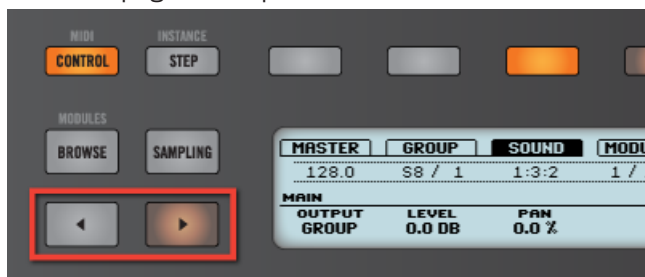 MIDI INSTANCE
CONTROL STEP
MODULES
BROWSE SAMPLING
MASTER GROUP SOUND
128.0 S8 / 1 1:3:2 1 /
MAIN
OUTPUT LEVEL PAN
GROUP 0.0 DB 0.0 %